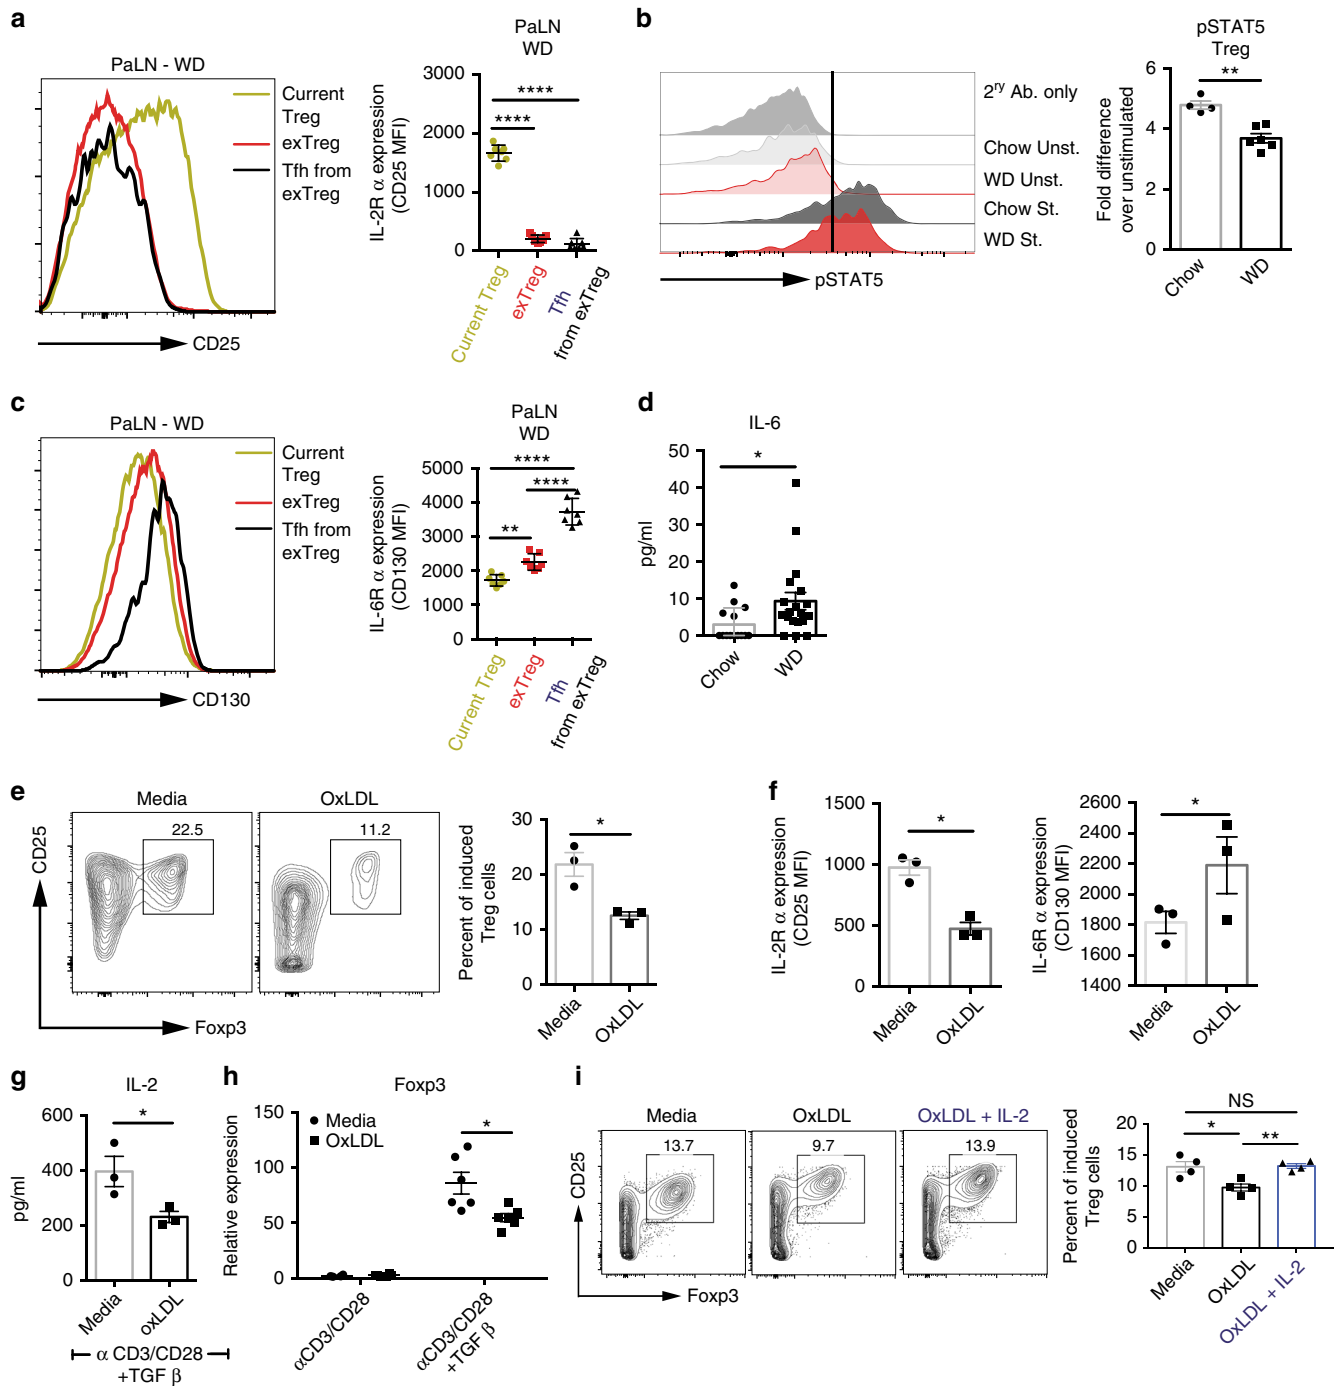 a
PaLN - WD
Current
Treg
exTreg
Tfh from
exTreg
CD25
PaLN
WD
IL-2R α expression
(CD25 MFI)
3000
2000
1000
0
****
****
Current Treg
exTreg
Tfh
from exTreg
b
2ry Ab. only
Chow Unst.
WD Unst.
Chow St.
WD St.
pSTAT5
pSTAT5
Treg
Fold difference
over unstimulated
6
4
2
0
**
Chow
WD
c
PaLN - WD
Current
Treg
exTreg
Tfh from
exTreg
CD130
PaLN
WD
IL-6R α expression
(CD130 MFI)
5000
4000
3000
2000
1000
0
****
****
**
Current Treg
exTreg
Tfh
from exTreg
d
IL-6
pg/ml
50
40
30
20
10
0
*
Chow
WD
e
Media
OxLDL
22.5
11.2
CD25
Foxp3
Percent of induced
Treg cells
30
20
10
0
*
Media
OxLDL
f
IL-2R α expression
(CD25 MFI)
1500
1000
500
0
*
Media
OxLDL
IL-6R α expression
(CD130 MFI)
2600
2400
2200
2000
1800
1600
1400
*
Media
OxLDL
g
IL-2
pg/ml
600
400
200
0
*
Media
oxLDL
α CD3/CD28
+TGF β
h
Foxp3
Relative expression
150
100
50
0
Media
OxLDL
*
αCD3/CD28
αCD3/CD28
+TGF β
i
Media
OxLDL
OxLDL + IL-2
13.7
9.7
13.9
CD25
Foxp3
Percent of induced
Treg cells
20
15
10
5
0
NS
*
**
Media
OxLDL
OxLDL + IL-2